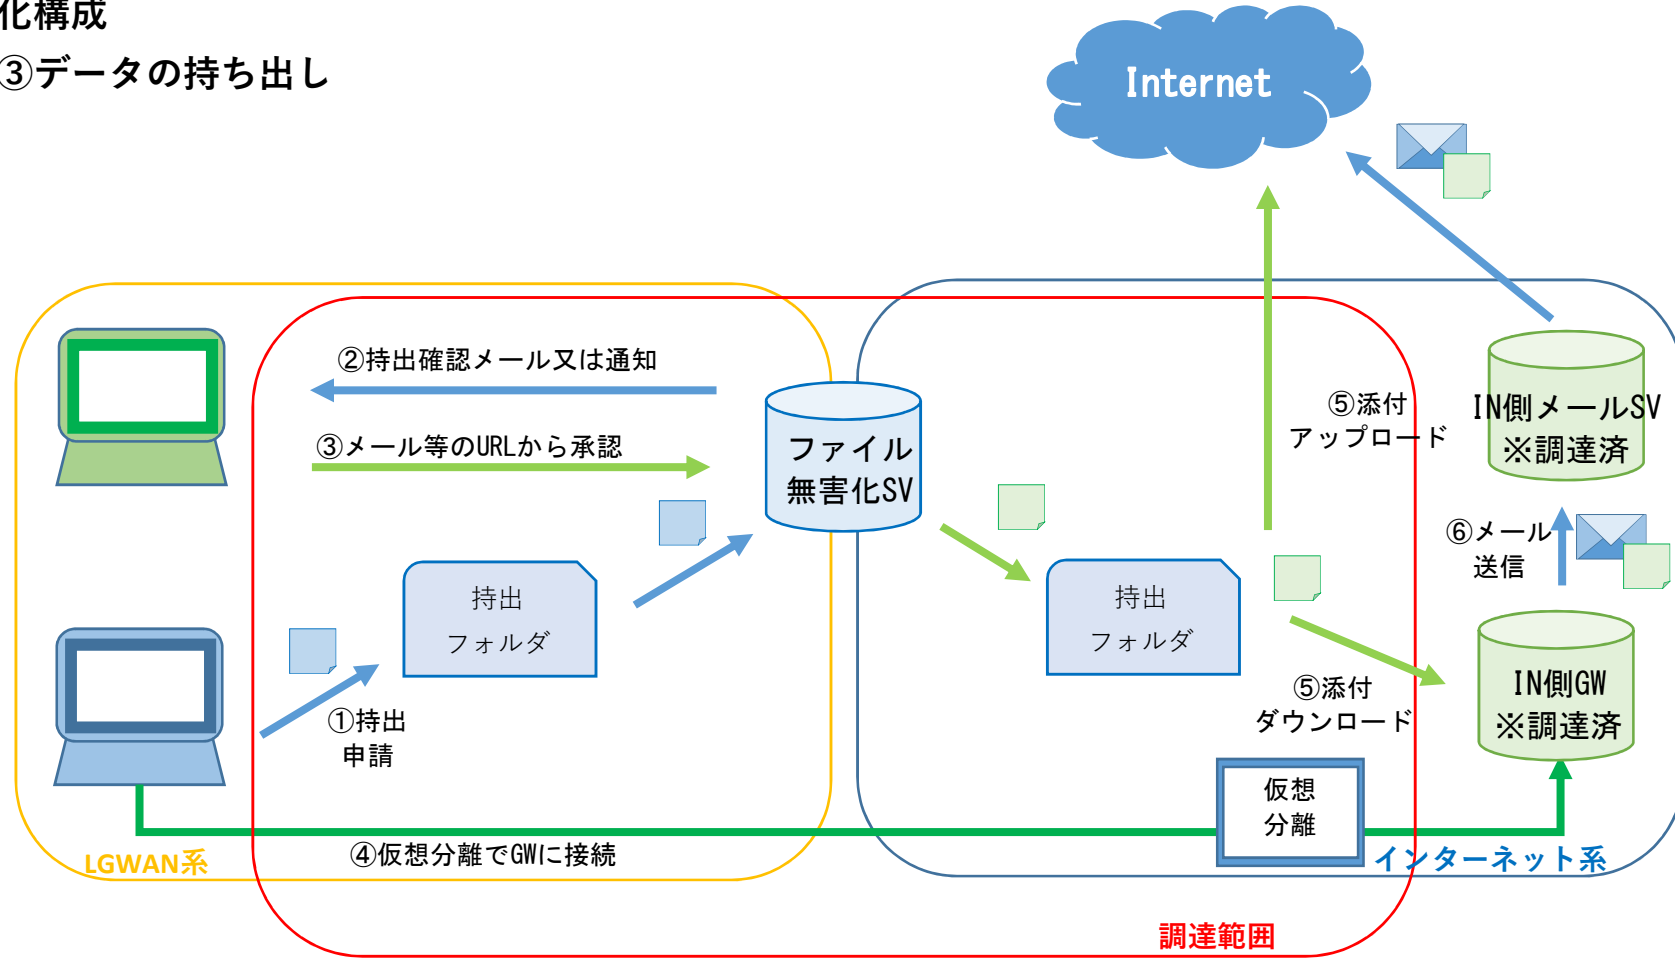 化構成
③データの持ち出し
Internet
②持出確認メール又は通知
③メール等のURLから承認
ファイル
無害化SV
⑤添付
アップロード
IN側メールSV
※調達済
⑥メール
送信
持出
フォルダ
持出
フォルダ
①持出
申請
⑤添付
ダウンロード
IN側GW
※調達済
仮想
分離
④仮想分離でGWに接続
LGWAN系
インターネット系
調達範囲